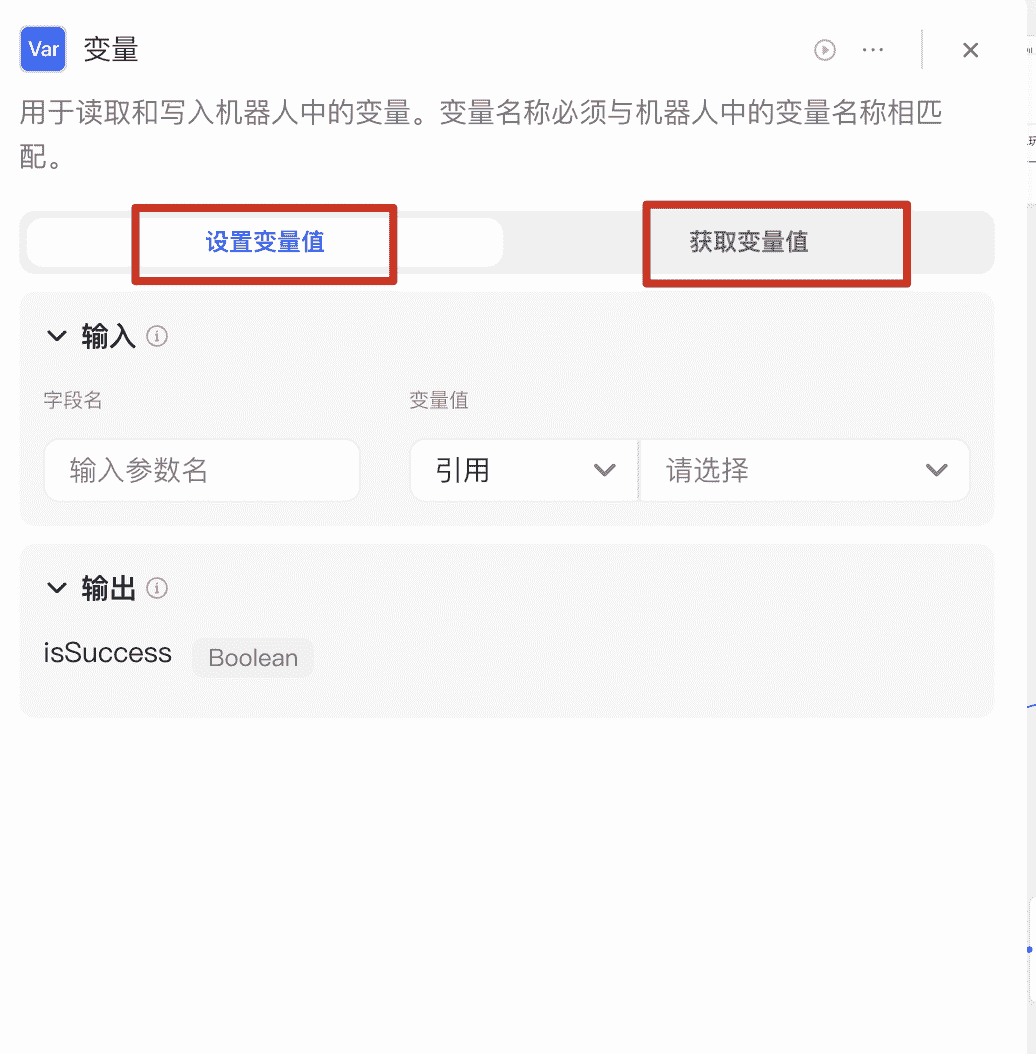 Var 变量
用于读取和写入机器人中的变量。变量名称必须与机器人中的变量名称相匹
配。
设置变量值 获取变量值
输入
字段名 变量值
输入参数名 引用 请选择
输出
isSuccess Boolean